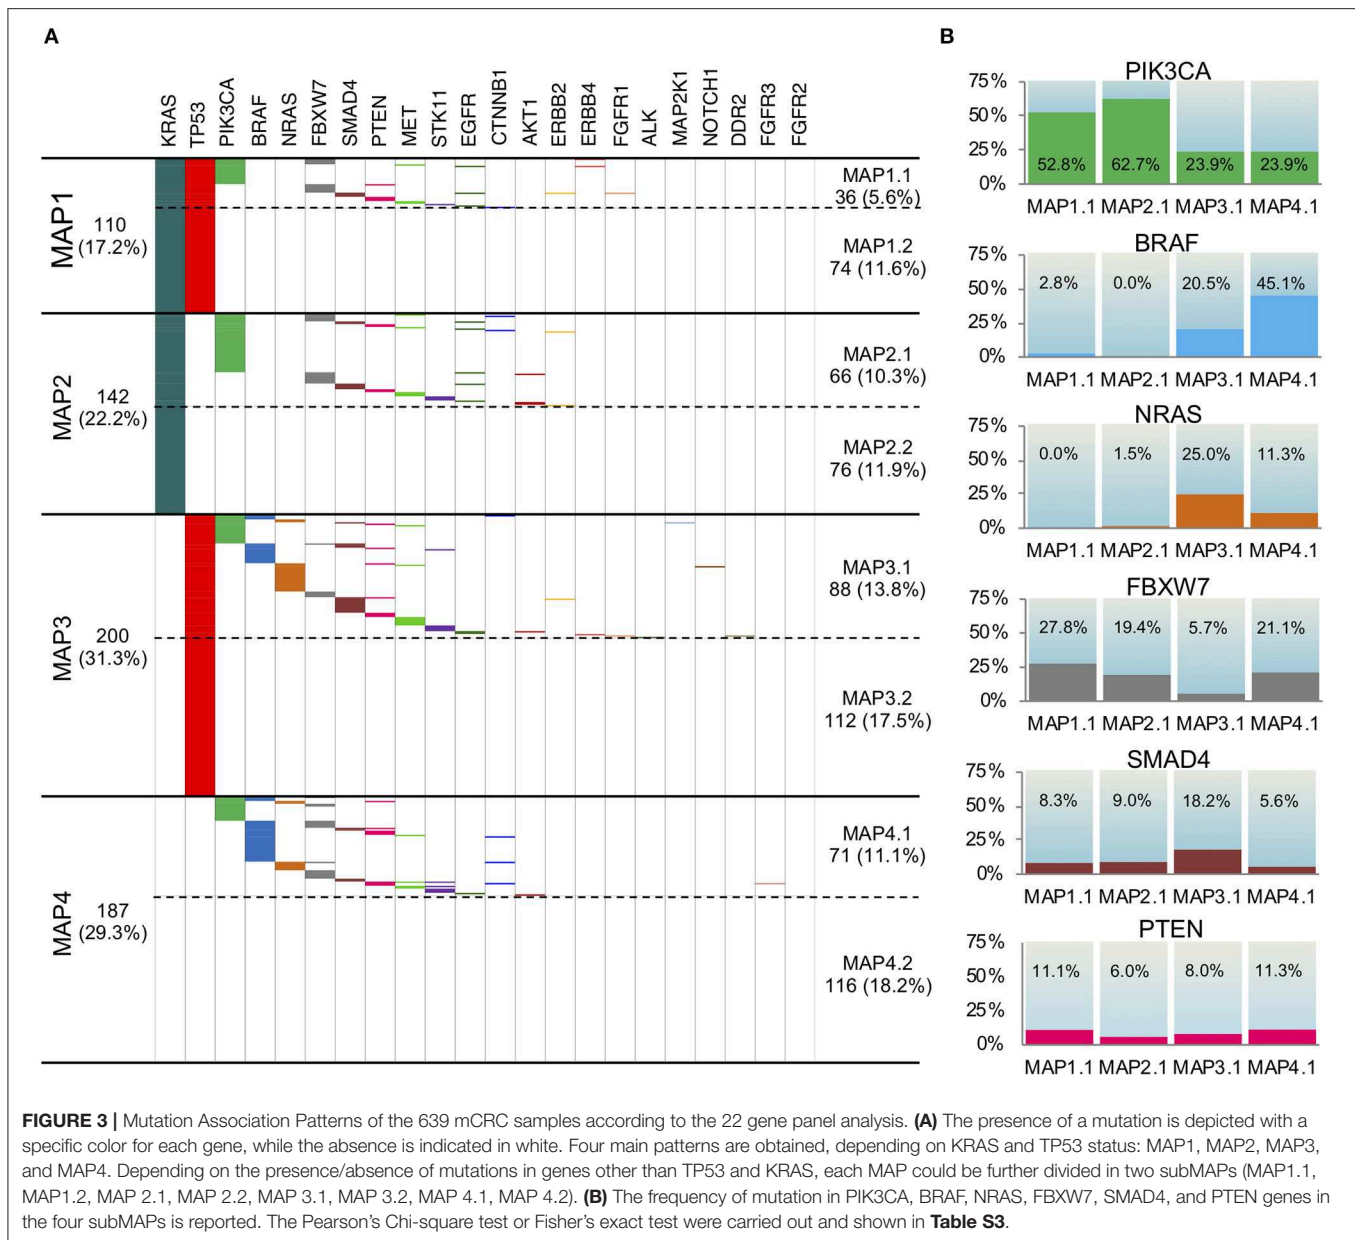 A
KRAS
TP53
PIK3CA
BRAF
NRAS
FBXW7
SMAD4
PTEN
MET
STK11
EGFR
CTNNB1
AKT1
ERBB2
ERBB4
FGFR1
ALK
MAP2K1
NOTCH1
DDR2
FGFR3
FGFR2
MAP1
110
(17.2%)
MAP1.1
36 (5.6%)
MAP1.2
74 (11.6%)
MAP2
142
(22.2%)
MAP2.1
66 (10.3%)
MAP2.2
76 (11.9%)
MAP3
200
(31.3%)
MAP3.1
88 (13.8%)
MAP3.2
112 (17.5%)
MAP4
187
(29.3%)
MAP4.1
71 (11.1%)
MAP4.2
116 (18.2%)
B
PIK3CA
75%
50%
25%
0%
52.8% 62.7% 23.9% 23.9%
MAP1.1 MAP2.1 MAP3.1 MAP4.1
BRAF
75%
50%
25%
0%
2.8% 0.0% 20.5% 45.1%
MAP1.1 MAP2.1 MAP3.1 MAP4.1
NRAS
75%
50%
25%
0%
0.0% 1.5% 25.0% 11.3%
MAP1.1 MAP2.1 MAP3.1 MAP4.1
FBXW7
75%
50%
25%
0%
27.8% 19.4% 5.7% 21.1%
MAP1.1 MAP2.1 MAP3.1 MAP4.1
SMAD4
75%
50%
25%
0%
8.3% 9.0% 18.2% 5.6%
MAP1.1 MAP2.1 MAP3.1 MAP4.1
PTEN
75%
50%
25%
0%
11.1% 6.0% 8.0% 11.3%
MAP1.1 MAP2.1 MAP3.1 MAP4.1
FIGURE 3 | Mutation Association Patterns of the 639 mCRC samples according to the 22 gene panel analysis. (A) The presence of a mutation is depicted with a
specific color for each gene, while the absence is indicated in white. Four main patterns are obtained, depending on KRAS and TP53 status: MAP1, MAP2, MAP3,
and MAP4. Depending on the presence/absence of mutations in genes other than TP53 and KRAS, each MAP could be further divided in two subMAPs (MAP1.1,
MAP1.2, MAP 2.1, MAP 2.2, MAP 3.1, MAP 3.2, MAP 4.1, MAP 4.2). (B) The frequency of mutation in PIK3CA, BRAF, NRAS, FBXW7, SMAD4, and PTEN genes in
the four subMAPs is reported. The Pearson's Chi-square test or Fisher's exact test were carried out and shown in Table S3.